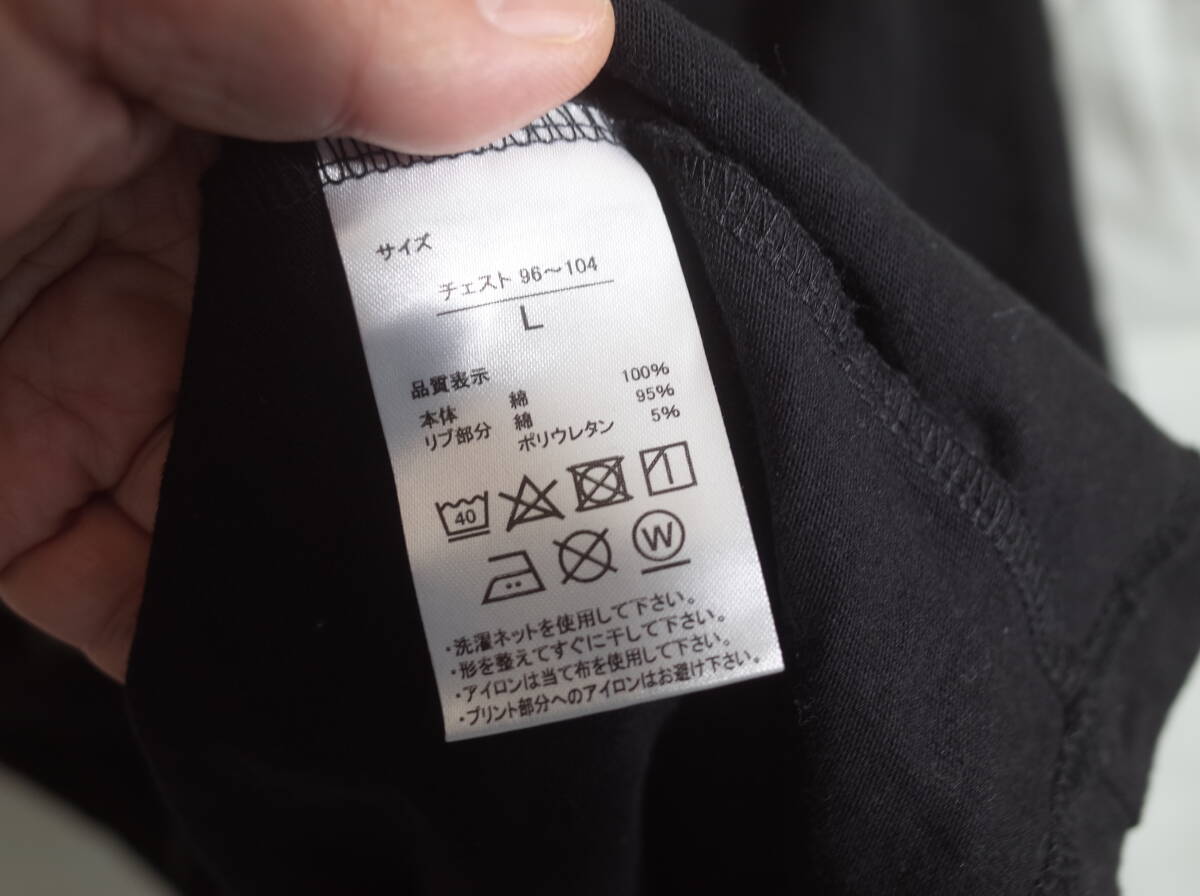 サイズ
チェスト 96～104
L
品質表示
本体 綿 100%
リブ部分 綿 95%
ポリウレタン 5%
40
W
・洗濯ネットを使用して下さい。
・形を整えてすぐに干して下さい。
・アイロンは当て布を使用して下さい。
・プリント部分へのアイロンはお避け下さい。